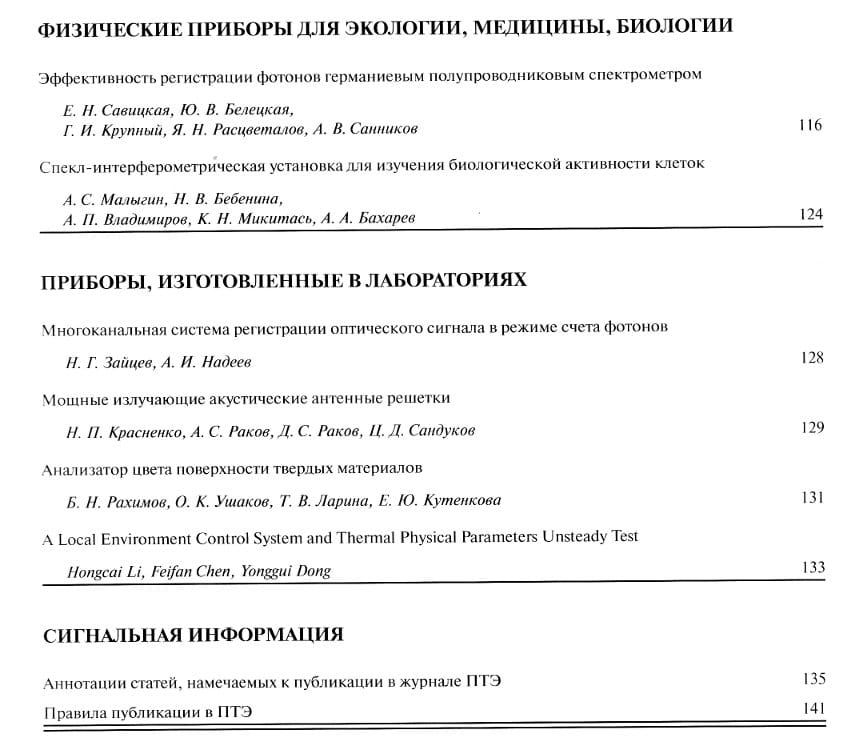 ФИЗИЧЕСКИЕ ПРИБОРЫ ДЛЯ ЭКОЛОГИИ, МЕДИЦИНЫ, БИОЛОГИИ
Эффективность регистрации фотонов германиевым полупроводниковым спектрометром
Е. Н. Савицкая, Ю. В. Белецкая,
Г. И. Крупный, Я. Н. Расцветалов, А. В. Санников 116
Спекл-интерферометрическая установка для изучения биологической активности клеток
А. С. Малыгин, Н. В. Бебенина,
А. П. Владимиров, К. Н. Микитась, А. А. Бахарев 124
ПРИБОРЫ, ИЗГОТОВЛЕННЫЕ В ЛАБОРАТОРИЯХ
Многоканальная система регистрации оптического сигнала в режиме счета фотонов
Н. Г. Зайцев, А. И. Надеев 128
Мощные излучающие акустические антенные решетки
Н. П. Красненко, А. С. Раков, Д. С. Раков, Ц. Д. Сандуков 129
Анализатор цвета поверхности твердых материалов
Б. Н. Рахимов, О. К. Ушаков, Т. В. Ларина, Е. Ю. Кутенкова 131
A Local Environment Control System and Thermal Physical Parameters Unsteady Test
Hongcai Li, Feifan Chen, Yonggui Dong 133
СИГНАЛЬНАЯ ИНФОРМАЦИЯ
Аннотации статей, намечаемых к публикации в журнале ПТЭ 135
Правила публикации в ПТЭ 141